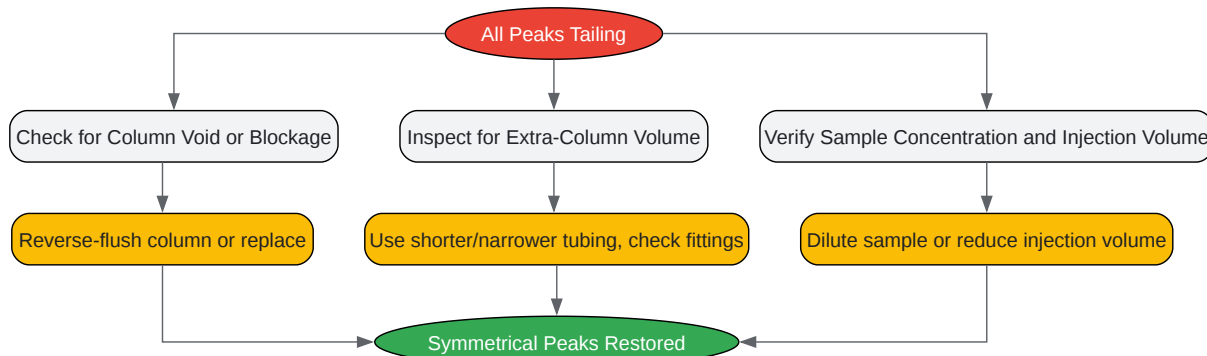 All Peaks Tailing
Check for Column Void or Blockage
Inspect for Extra-Column Volume
Verify Sample Concentration and Injection Volume
Reverse-flush column or replace
Use shorter/narrower tubing, check fittings
Dilute sample or reduce injection volume
Symmetrical Peaks Restored